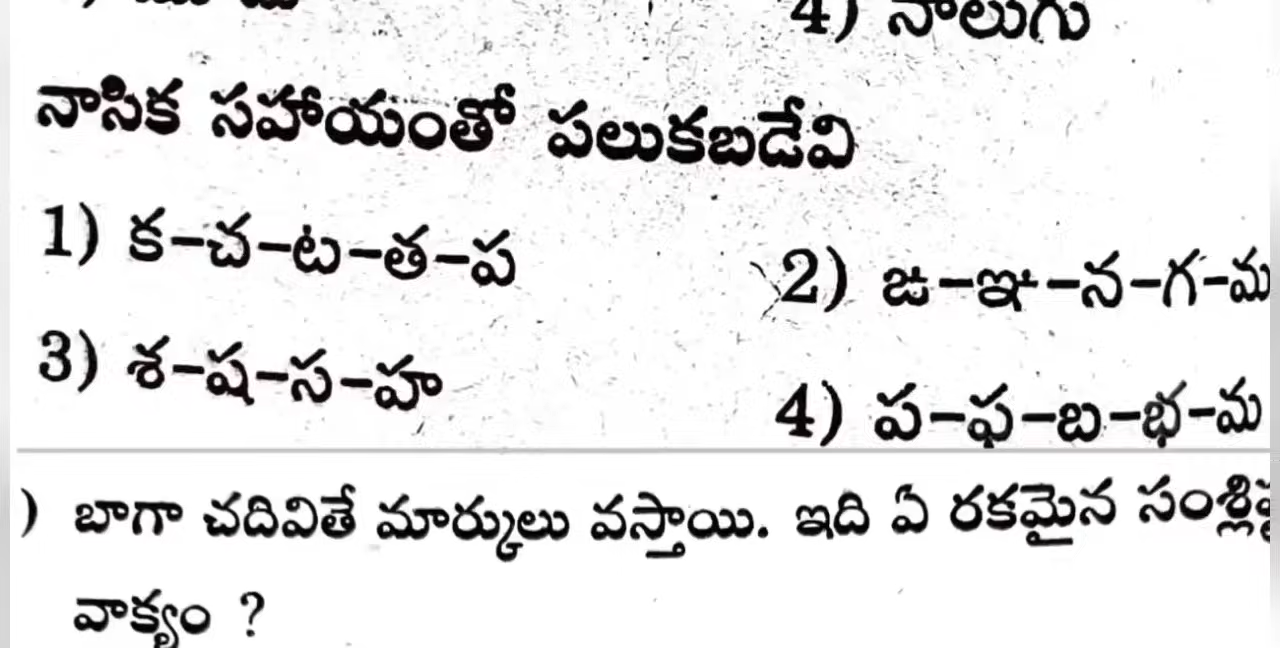 4) నాలుగు
నాసిక సహాయంతో పలుకబడేవి
1) క-చ-ట-త-ప
2) ఙ-ఞ-న-గ-మ
3) శ-ష-స-హ
4) ప-ఫ-బ-భ-మ
) బాగా చదివితే మార్కులు వస్తాయి. ఇది ఏ రకమైన
వాక్యం ?